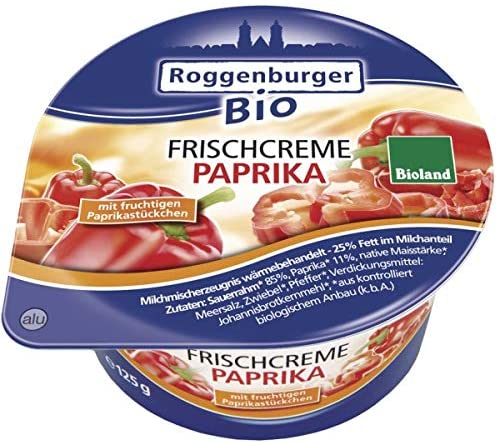 Roggenburger
Bio
FRISCHCREME
PAPRIKA
Bioland
mit fruchtigen
Paprikastückchen
Milchmischerzeugnis wärmebehandelt - 25% Fett im Milchanteil
Zutaten: Sauerrahm* 85%, Paprika* 11%, native Maisstärke*,
Meersalz, Zwiebel*, Pfeffer*, Verdickungsmittel:
Johannisbrotkernmehl*, *aus kontrolliert
biologischem Anbau (k.b.A.)
alu
FRISCHCREME
PAPRIKA
mit fruchtigen
Paprikastückchen
℮125g